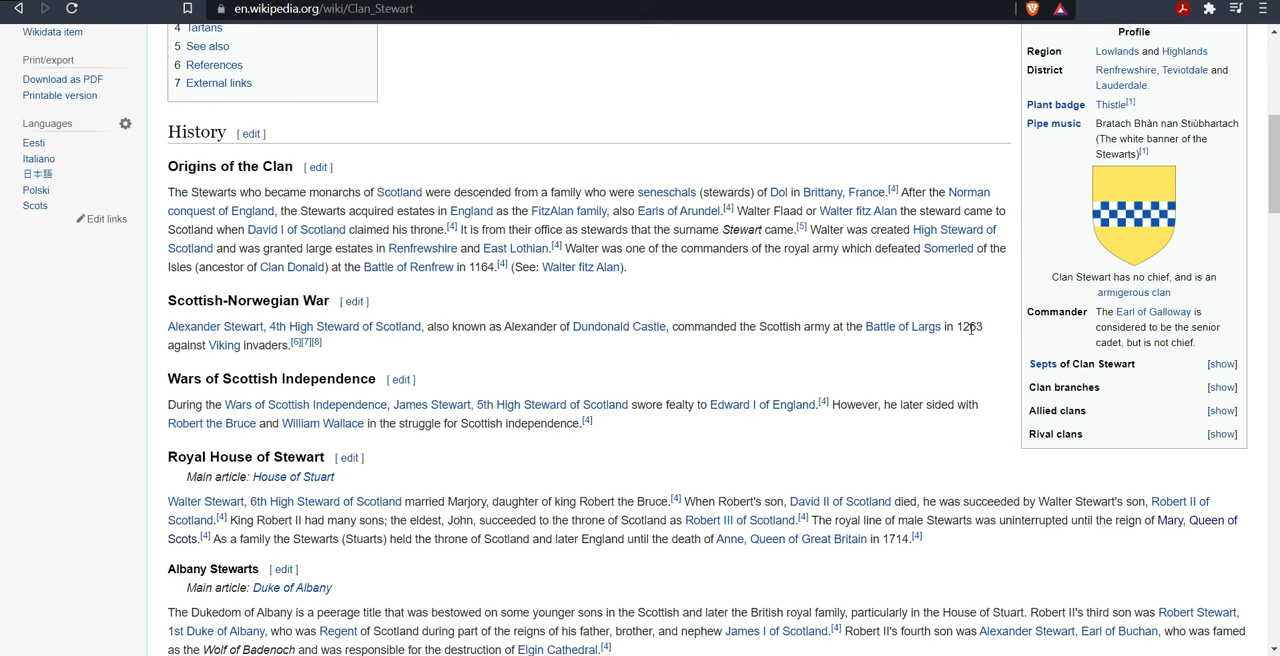 en.wikipedia.org/wiki/Clan_Stewart
Wikidata item
Print/export
Download as PDF
Printable version
Languages
Eesti
Italiano
日本語
Polski
Scots
Edit links
4 Tartans
5 See also
6 References
7 External links
History [ edit ]
Origins of the Clan [ edit ]
The Stewarts who became monarchs of Scotland were descended from a family who were seneschals (stewards) of Dol in Brittany, France.[4] After the Norman
conquest of England, the Stewarts acquired estates in England as the FitzAlan family, also Earls of Arundel.[4] Walter Flaad or Walter fitz Alan the steward came to
Scotland when David I of Scotland claimed his throne.[4] It is from their office as stewards that the surname Stewart came.[5] Walter was created High Steward of
Scotland and was granted large estates in Renfrewshire and East Lothian.[4] Walter was one of the commanders of the royal army which defeated Somerled of the
Isles (ancestor of Clan Donald) at the Battle of Renfrew in 1164.[4] (See: Walter fitz Alan).
Scottish-Norwegian War [ edit ]
Alexander Stewart, 4th High Steward of Scotland, also known as Alexander of Dundonald Castle, commanded the Scottish army at the Battle of Largs in 1263
against Viking invaders.[6][7][8]
Wars of Scottish Independence [ edit ]
During the Wars of Scottish Independence, James Stewart, 5th High Steward of Scotland swore fealty to Edward I of England.[4] However, he later sided with
Robert the Bruce and William Wallace in the struggle for Scottish independence.[4]
Royal House of Stewart [ edit ]
Main article: House of Stuart
Walter Stewart, 6th High Steward of Scotland married Marjory, daughter of king Robert the Bruce.[4] When Robert's son, David II of Scotland died, he was succeeded by Walter Stewart's son, Robert II of
Scotland.[4] King Robert II had many sons; the eldest, John, succeeded to the throne of Scotland as Robert III of Scotland.[4] The royal line of male Stewarts was uninterrupted until the reign of Mary, Queen of
Scots.[4] As a family the Stewarts (Stuarts) held the throne of Scotland and later England until the death of Anne, Queen of Great Britain in 1714.[4]
Albany Stewarts [ edit ]
Main article: Duke of Albany
The Dukedom of Albany is a peerage title that was bestowed on some younger sons in the Scottish and later the British royal family, particularly in the House of Stuart. Robert II's third son was Robert Stewart,
1st Duke of Albany, who was Regent of Scotland during part of the reigns of his father, brother, and nephew James I of Scotland.[4] Robert II's fourth son was Alexander Stewart, Earl of Buchan, who was famed
as the Wolf of Badenoch and was responsible for the destruction of Elgin Cathedral.[4]
Profile
Region Lowlands and Highlands
District Renfrewshire, Teviotdale and
Lauderdale.
Plant badge Thistle[1]
Pipe music Bratach Bhàn nan Stiùbhartach
(The white banner of the
Stewarts)[1]
Clan Stewart has no chief, and is an
armigerous clan
Commander The Earl of Galloway is
considered to be the senior
cadet, but is not chief.
Septs of Clan Stewart [show]
Clan branches [show]
Allied clans [show]
Rival clans [show]